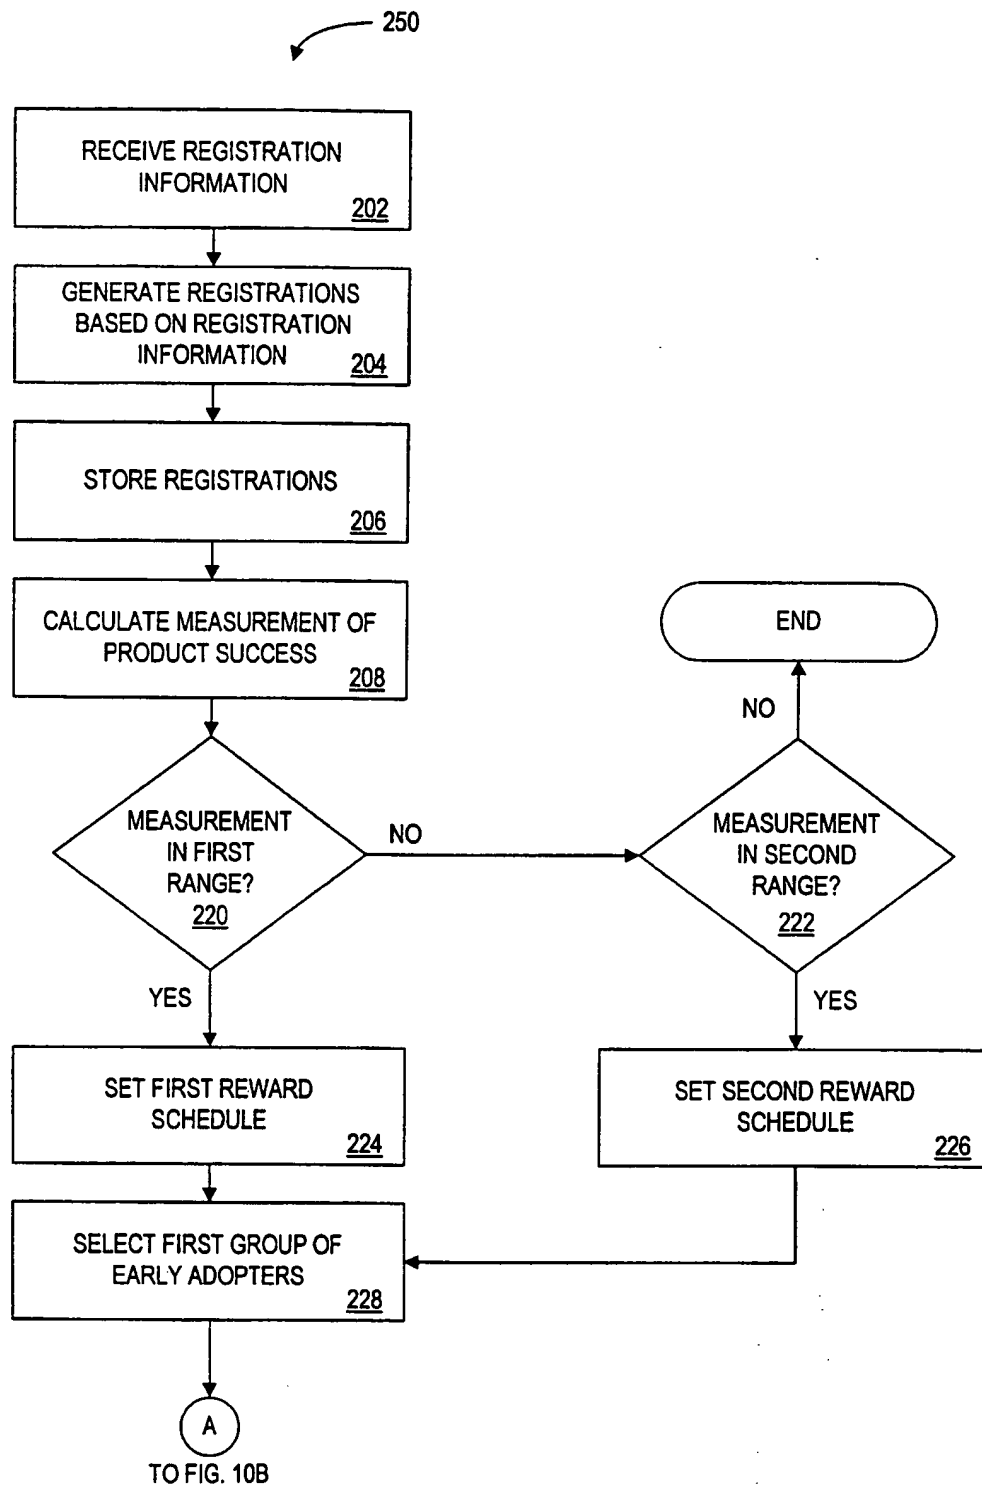 250
RECEIVE REGISTRATION
INFORMATION
202
GENERATE REGISTRATIONS
BASED ON REGISTRATION
INFORMATION
204
STORE REGISTRATIONS
206
CALCULATE MEASUREMENT OF
PRODUCT SUCCESS
208
END
NO
MEASUREMENT
IN FIRST
RANGE?
220
NO
MEASUREMENT
IN SECOND
RANGE?
222
YES
YES
SET FIRST REWARD
SCHEDULE
224
SET SECOND REWARD
SCHEDULE
226
SELECT FIRST GROUP OF
EARLY ADOPTERS
228
A
TO FIG. 10B